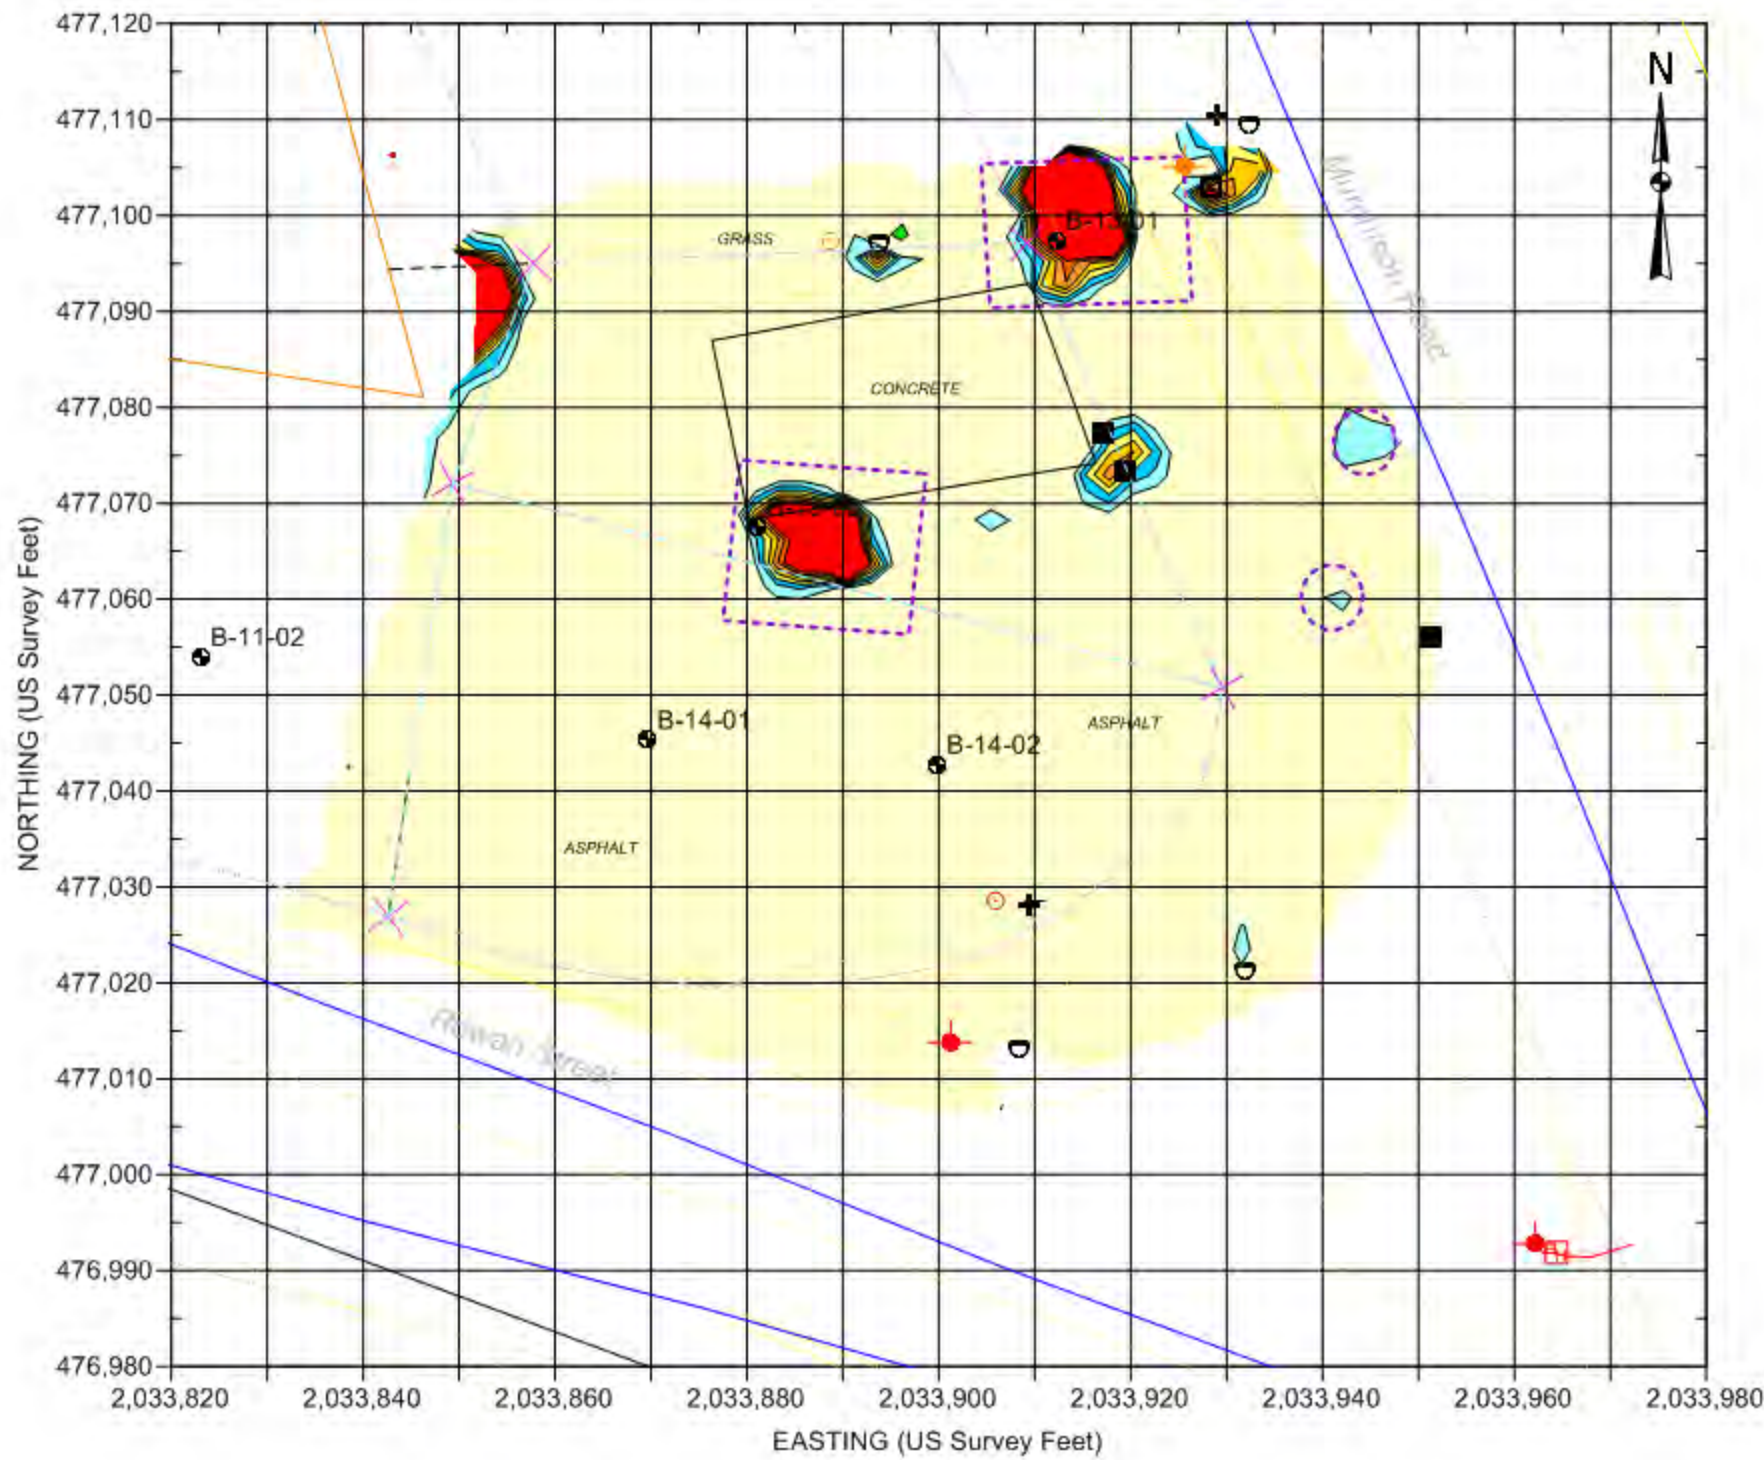 477,120
N
477,110
477,100
B-13-01
GRASS
477,090
CONCRETE
477,080
477,070
477,060
B-11-02
477,050
B-14-01
ASPHALT
B-14-02
477,040
ASPHALT
477,030
477,020
Rowan Street
477,010
477,000
476,990
476,980
2,033,820 2,033,840 2,033,860 2,033,880 2,033,900 2,033,920 2,033,940 2,033,960 2,033,980
EASTING (US Survey Feet)
NORTHING (US Survey Feet)